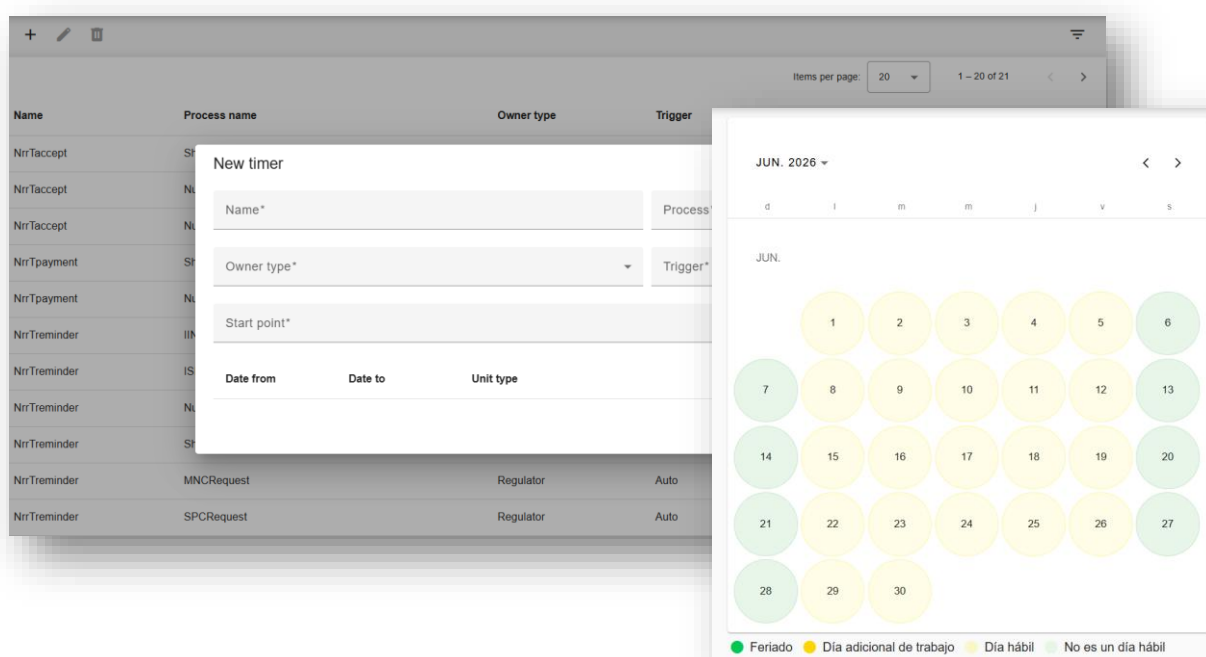 Items per page: 20 1 – 20 of 21
Name Process name Owner type Trigger
NrrTaccept
NrrTaccept
NrrTaccept
NrrTpayment
NrrTpayment
NrrTreminder
NrrTreminder
NrrTreminder
NrrTreminder
NrrTreminder MNCRequest Regulator Auto
NrrTreminder SPCRequest Regulator Auto
New timer
Name* Process*
Owner type* Trigger*
Start point*
Date from Date to Unit type
JUN. 2026
d l m m j v s
JUN.
1 2 3 4 5 6
7 8 9 10 11 12 13
14 15 16 17 18 19 20
21 22 23 24 25 26 27
28 29 30
Feriado Día adicional de trabajo Día hábil No es un día hábil